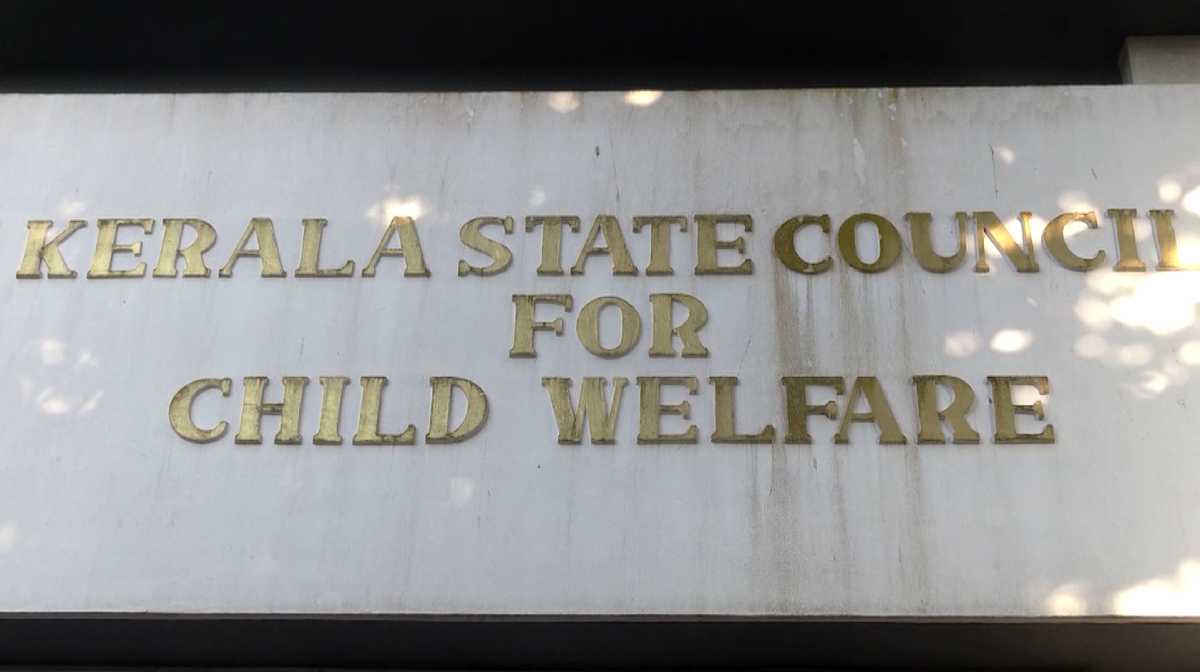 KERALA STATE COUNCIL
FOR
CHILD WELFARE